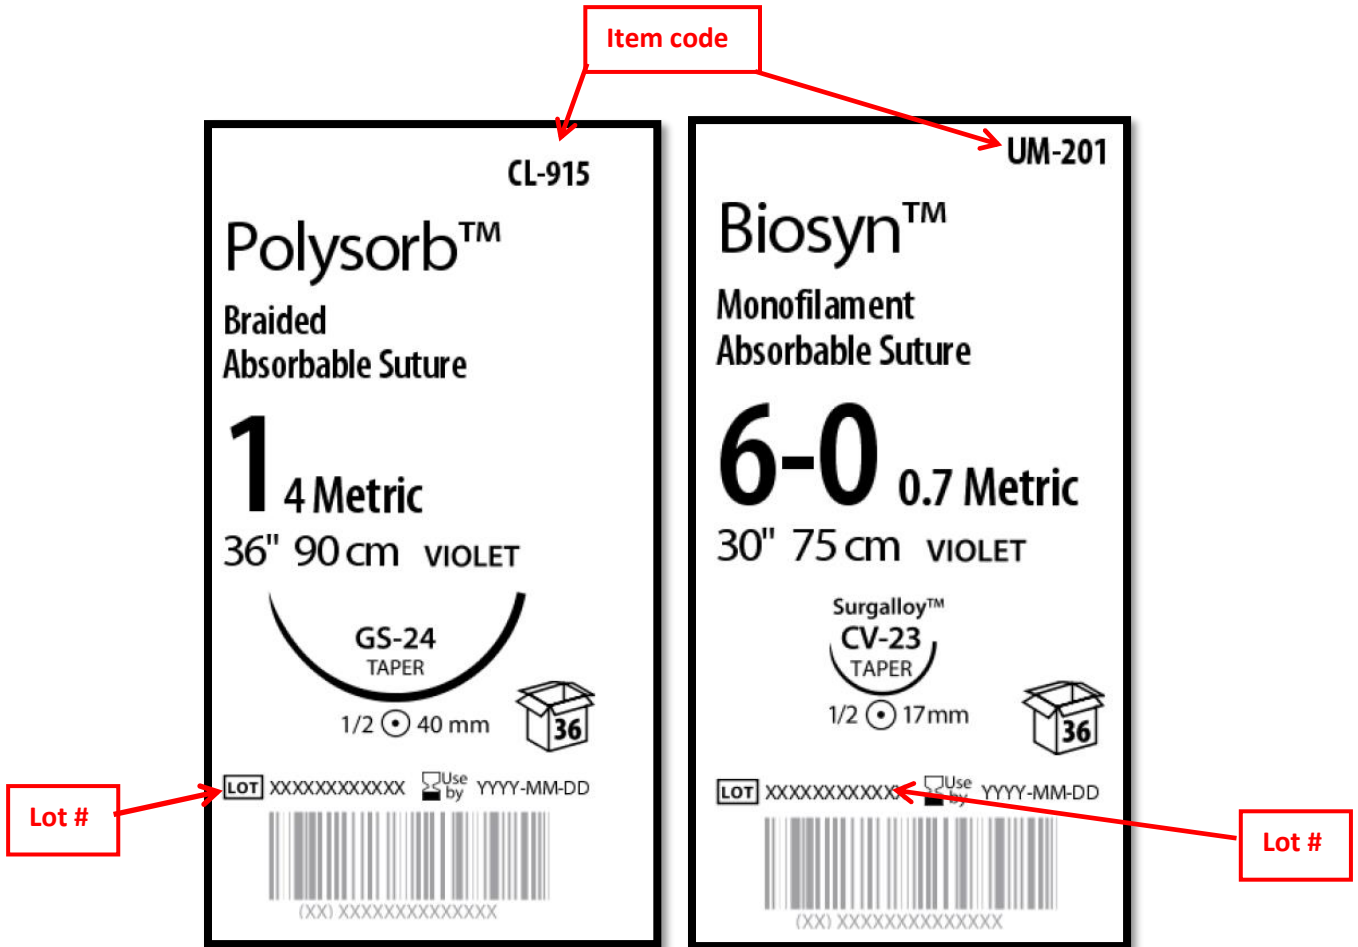 Item code
CL-915
Polysorb™
Braided
Absorbable Suture
1 4 Metric
36" 90 cm VIOLET
GS-24
TAPER
1/2 40 mm
36
LOT XXXXXXXXXXXX Use by YYYY-MM-DD
(XX) XXXXXXXXXXXXXX
Lot #
UM-201
Biosyn™
Monofilament
Absorbable Suture
6-0 0.7 Metric
30" 75 cm VIOLET
Surgalloy™
CV-23
TAPER
1/2 17mm
36
LOT XXXXXXXXXXXX Use by YYYY-MM-DD
(XX) XXXXXXXXXXXXXX
Lot #